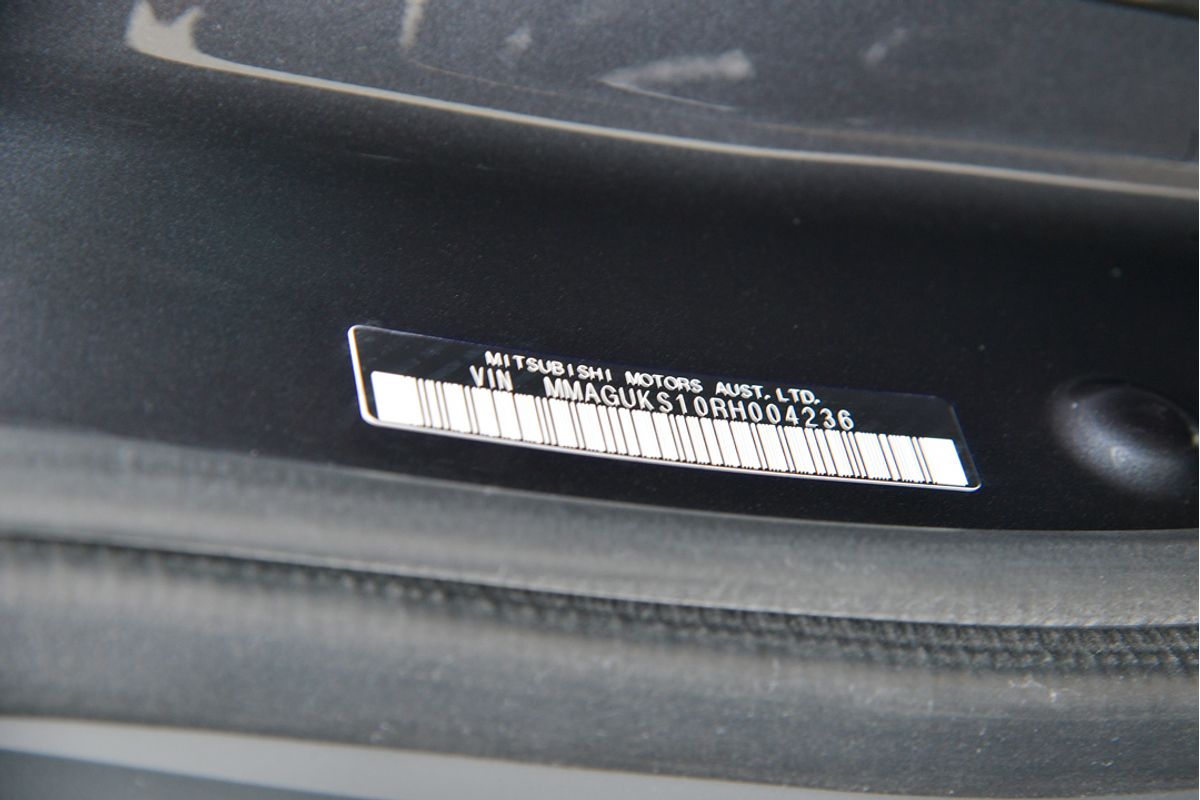 MITSUBISHI MOTORS AUST. LTD.
VIN MMAGUKS10RH004236